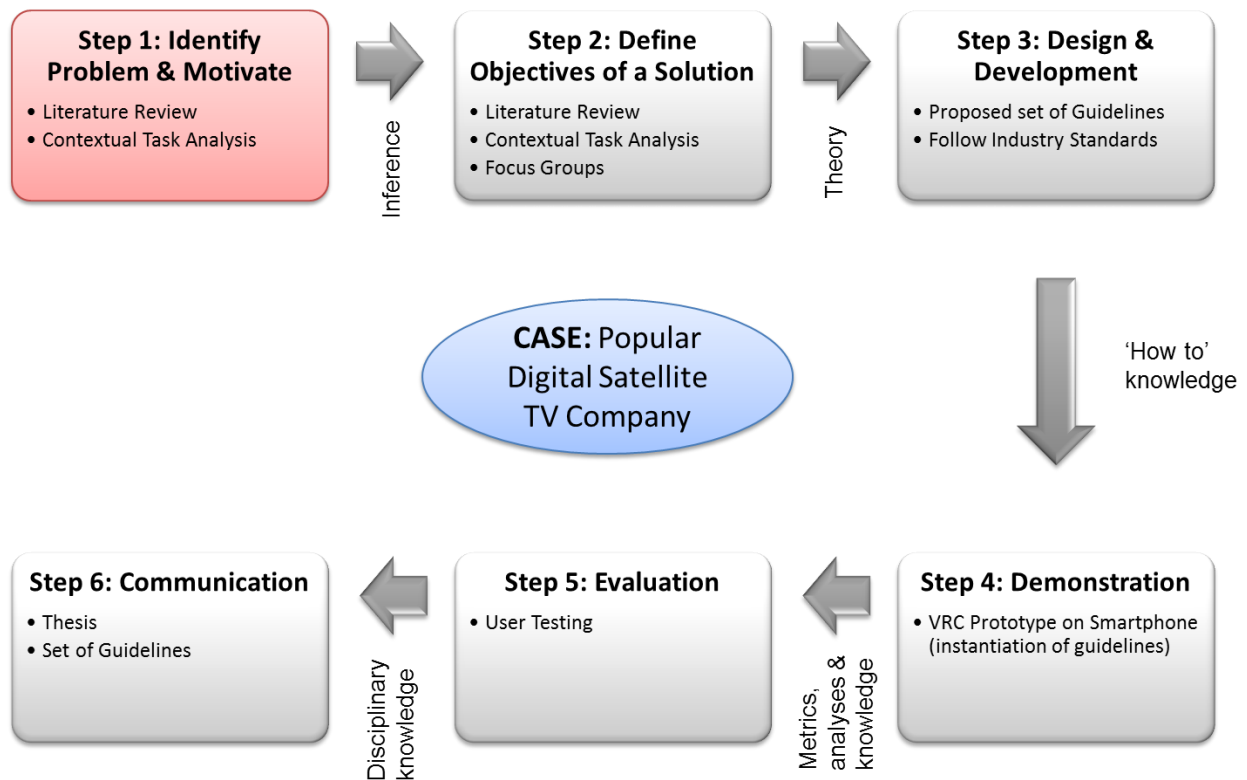 Step 1: Identify
Problem & Motivate
• Literature Review
• Contextual Task Analysis
Inference
Step 2: Define
Objectives of a Solution
• Literature Review
• Contextual Task Analysis
• Focus Groups
Theory
Step 3: Design &
Development
• Proposed set of Guidelines
• Follow Industry Standards
CASE: Popular
Digital Satellite
TV Company
‘How to’
knowledge
Step 4: Demonstration
• VRC Prototype on Smartphone
(instantiation of guidelines)
Metrics,
analyses &
knowledge
Step 5: Evaluation
• User Testing
Disciplinary
knowledge
Step 6: Communication
• Thesis
• Set of Guidelines